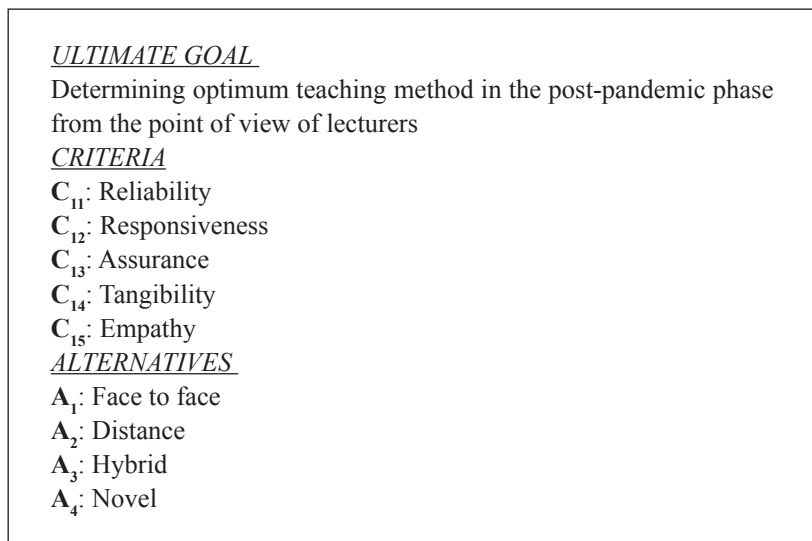 ULTIMATE GOAL
Determining optimum teaching method in the post-pandemic phase
from the point of view of lecturers
CRITERIA
C₁₁: Reliability
C₁₂: Responsiveness
C₁₃: Assurance
C₁₄: Tangibility
C₁₅: Empathy
ALTERNATIVES
A₁: Face to face
A₂: Distance
A₃: Hybrid
A₄: Novel